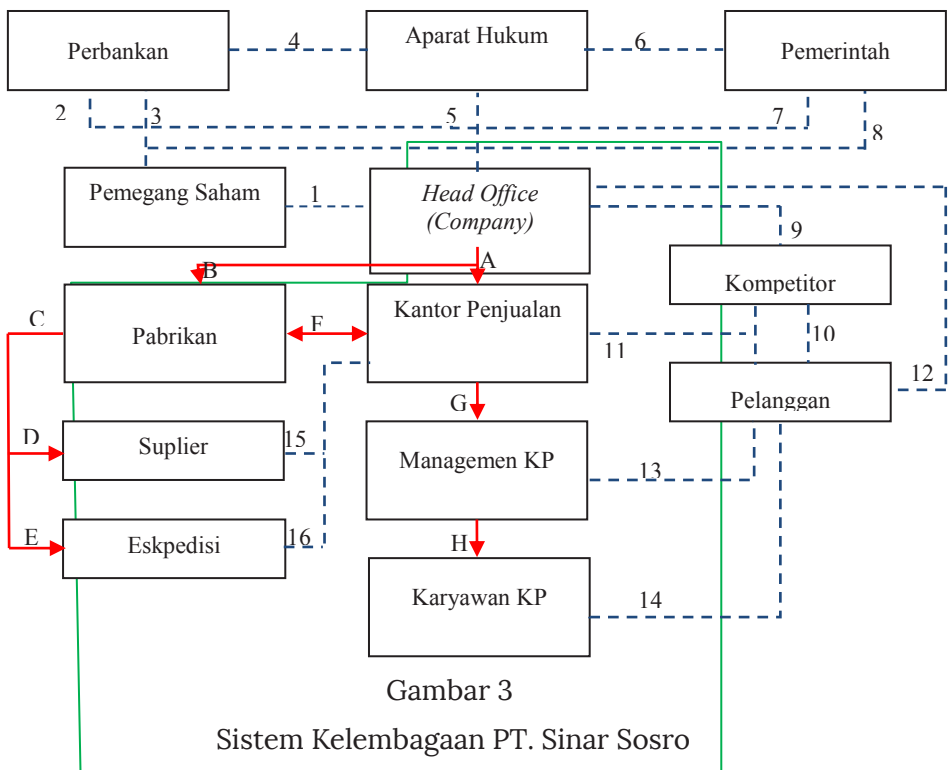 Perbankan
4
Aparat Hukum
6
Pemerintah
2
3
5
7
8
Pemegang Saham
1
Head Office
(Company)
9
B
A
Kompetitor
C
Pabrikan
F
Kantor Penjualan
11
10
12
G
Pelanggan
D
Suplier
15
Managemen KP
13
E
Eskpedisi
16
H
Karyawan KP
14
Gambar 3
Sistem Kelembagaan PT. Sinar Sosro